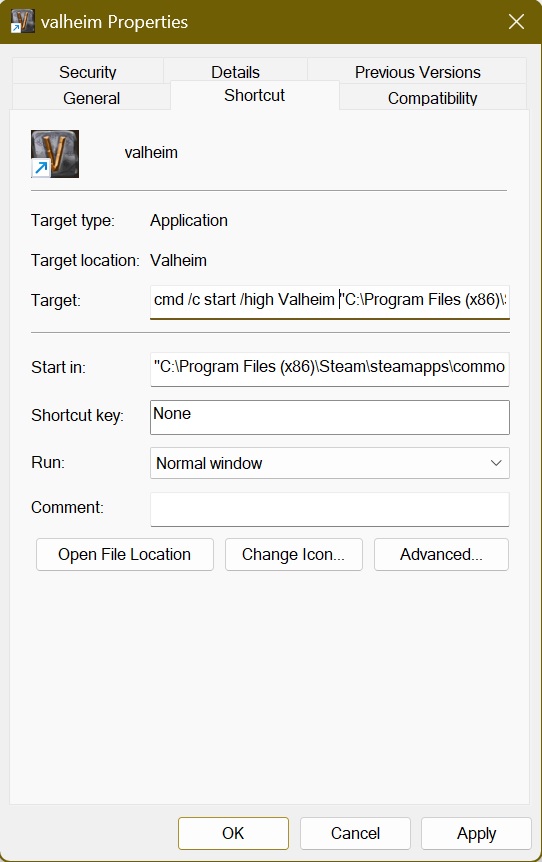 valheim Properties
Security Details Previous Versions
General Shortcut Compatibility
valheim
Target type: Application
Target location: Valheim
Target: cmd /c start /high Valheim "C:\Program Files (x86)\S
Start in: "C:\Program Files (x86)\Steam\steamapps\commo
Shortcut key: None
Run: Normal window
Comment:
Open File Location Change Icon... Advanced...
OK Cancel Apply